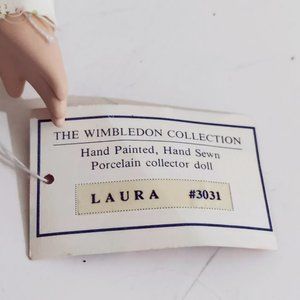 THE WIMBLEDON COLLECTION
Hand Painted, Hand Sewn
Porcelain collector doll
LAURA #3031